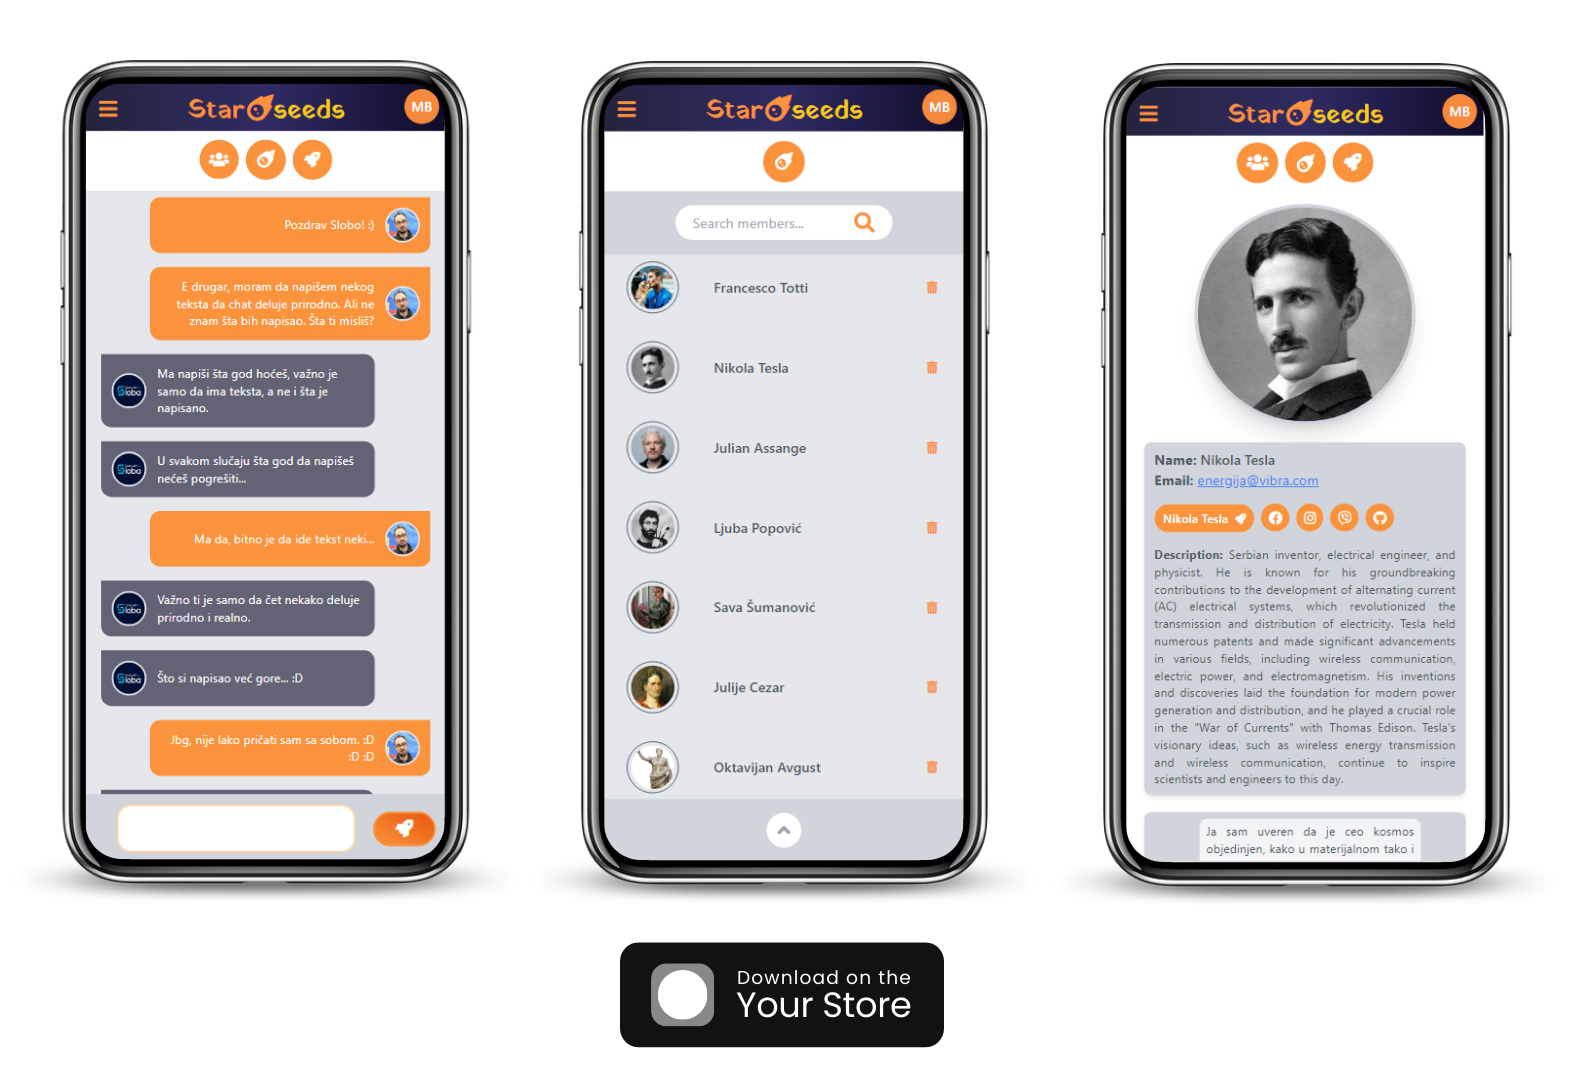 Starseeds
MB
Pozdrav Slobo! :)
E drugar, moram da napišem nekog
teksta da chat deluje prirodno. Ali ne
znam šta bih napisao. Šta ti misliš?
Ma napiši šta god hoćeš, važno je
samo da ima teksta, a ne i šta je
napisano.
U svakom slučaju šta god da napišeš
nećeš pogrešiti...
Ma da, bitno je da ide tekst neki...
Važno ti je samo da čet nekako deluje
prirodno i realno.
Što si napisao već gore... :D
Jbg, nije lako pričati sam sa sobom. :D
:D :D
Starseeds
MB
Search members...
Francesco Totti
Nikola Tesla
Julian Assange
Ljuba Popović
Sava Šumanović
Julije Cezar
Oktavijan Avgust
Starseeds
MB
Name: Nikola Tesla
Email: energija@vibra.com
Nikola Tesla
Description: Serbian inventor, electrical engineer, and
physicist. He is known for his groundbreaking
contributions to the development of alternating current
(AC) electrical systems, which revolutionized the
transmission and distribution of electricity. Tesla held
numerous patents and made significant advancements
in various fields, including wireless communication,
electric power, and electromagnetism. His inventions
and discoveries laid the foundation for modern power
generation and distribution, and he played a crucial role
in the "War of Currents" with Thomas Edison. Tesla's
visionary ideas, such as wireless energy transmission
and wireless communication, continue to inspire
scientists and engineers to this day.
Ja sam uveren da je ceo kosmos
objedinjen, kako u materijalnom tako i
Download on the
Your Store